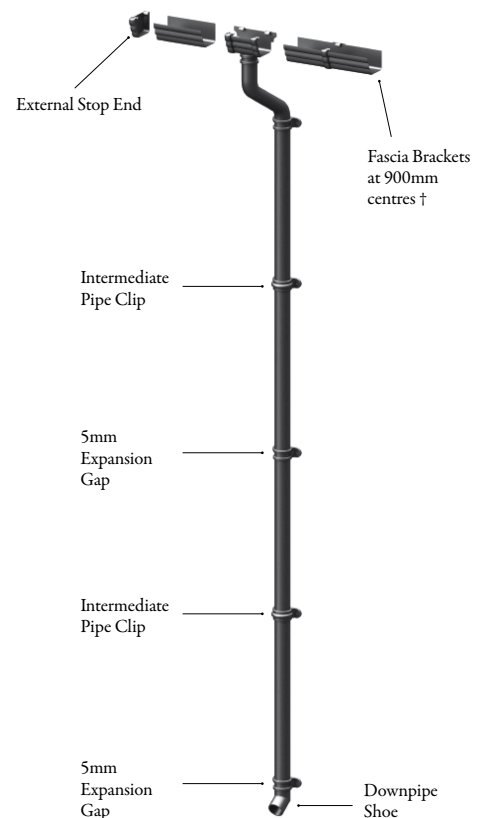 External Stop End
Fascia Brackets
at 900mm
centres †
Intermediate
Pipe Clip
5mm
Expansion
Gap
Intermediate
Pipe Clip
5mm
Expansion
Gap
Downpipe
Shoe